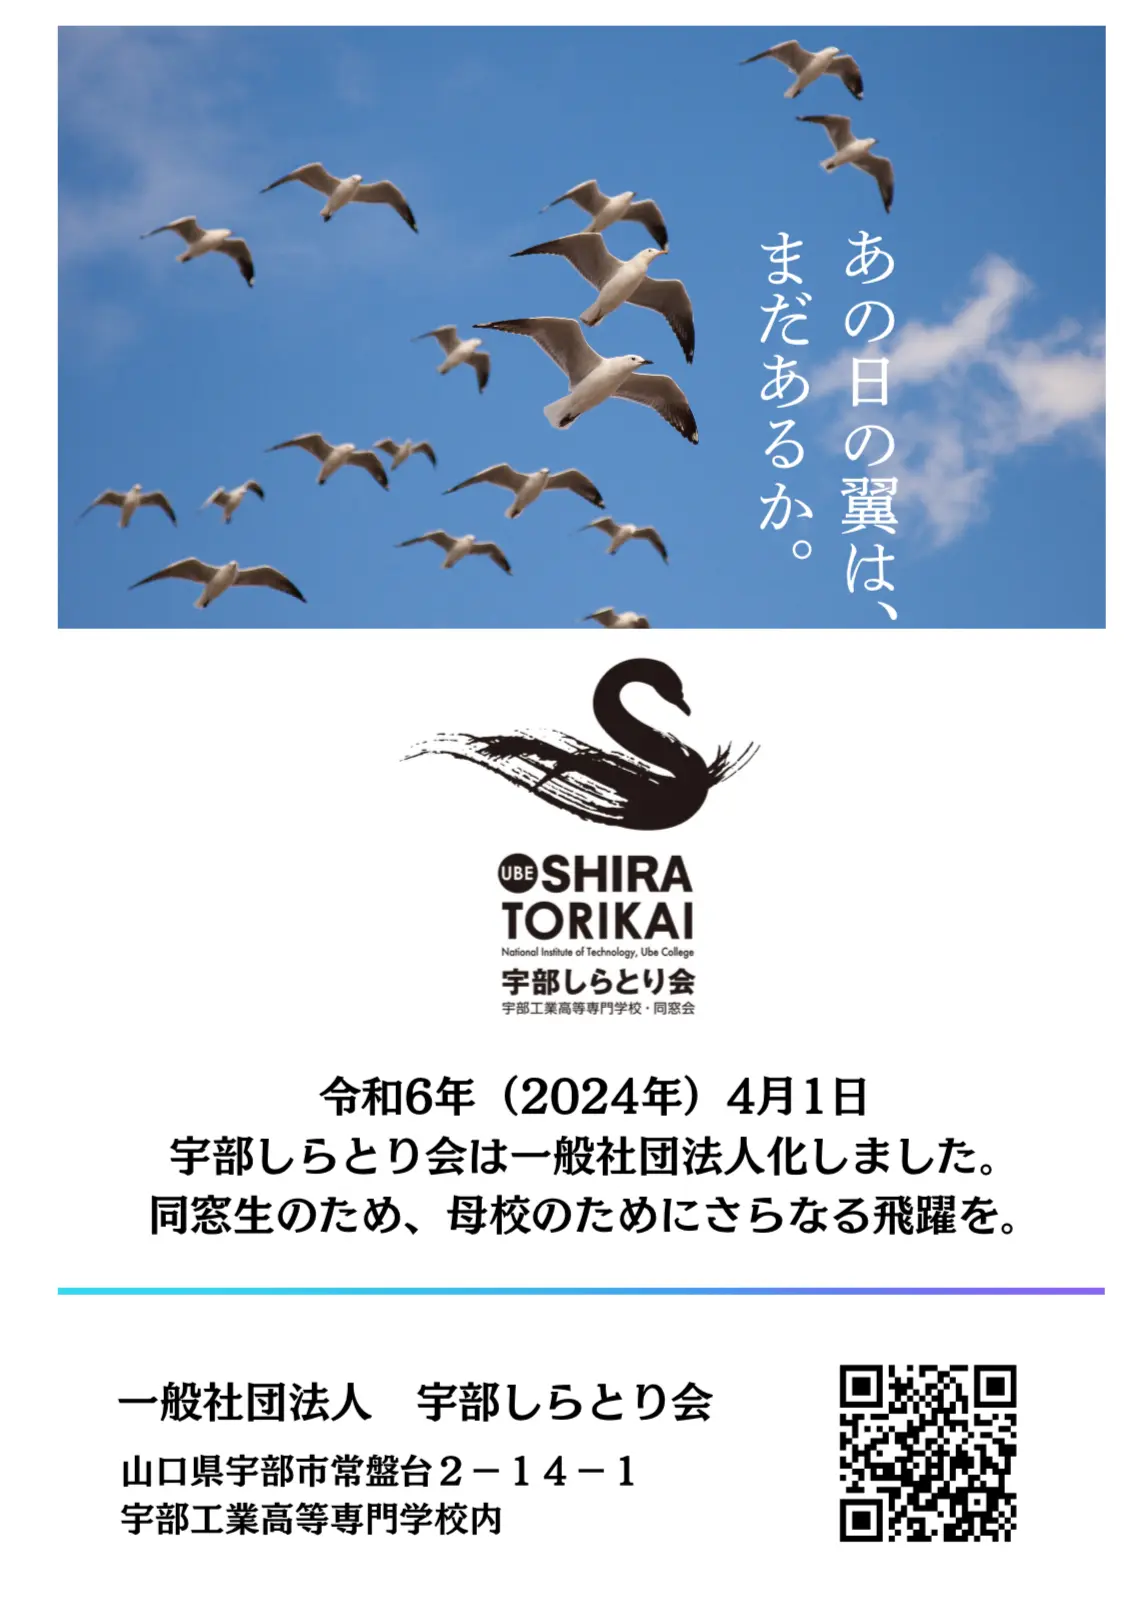 あの日の翼は、
まだあるか。
UBE SHIRA
TORIKAI
National Institute of Technology, Ube College
宇部しらとり会
宇部工業高等専門学校・同窓会
令和6年（2024年）4月1日
宇部しらとり会は一般社団法人化しました。
同窓生のため、母校のためにさらなる飛躍を。
一般社団法人　宇部しらとり会
山口県宇部市常盤台２－１４－１
宇部工業高等専門学校内